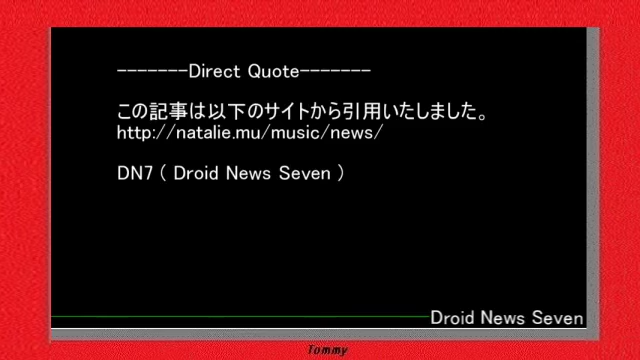 -------Direct Quote-------
この記事は以下のサイトから引用いたしました。
http://natalie.mu/music/news/
DN7 ( Droid News Seven )
Droid News Seven
Tommy